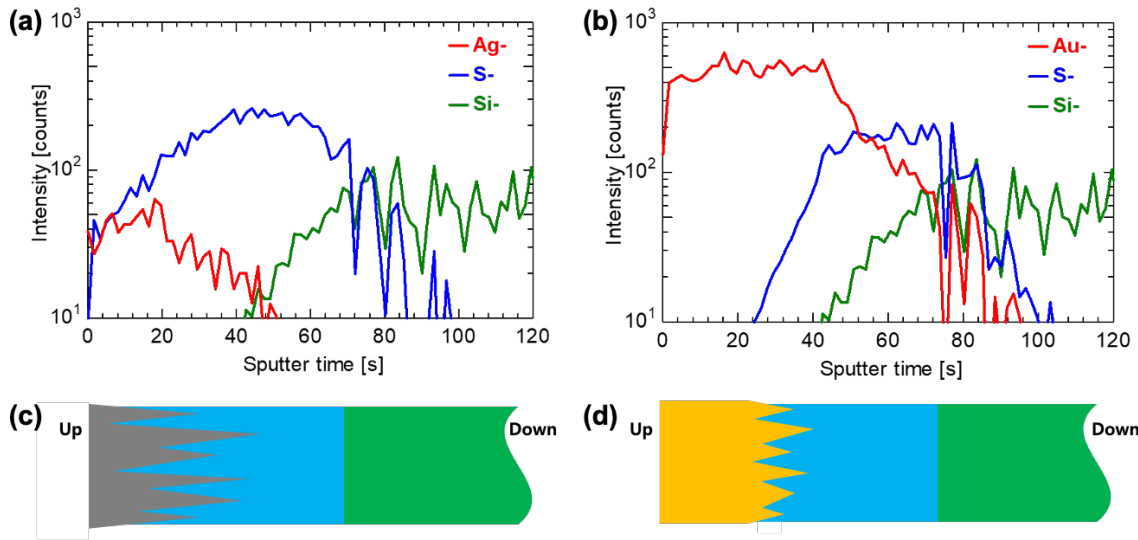 (a)
Intensity [counts]
10³
10²
10¹
Ag-
S-
Si-
0 20 40 60 80 100 120
Sputter time [s]
(b)
Intensity [counts]
10³
10²
10¹
Au-
S-
Si-
0 20 40 60 80 100 120
Sputter time [s]
(c)
Up
Down
(d)
Up
Down